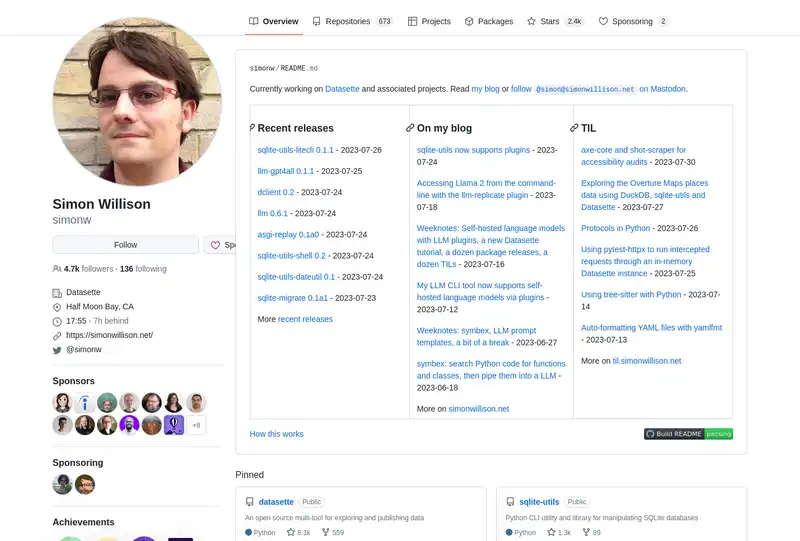 Overview
Repositories 673
Projects
Packages
Stars 2.4k
Sponsoring 2
Simon Willison
simonw
Follow
4.7k followers · 136 following
Datasette
Half Moon Bay, CA
17:55 - 7h behind
https://simonwillison.net/
@simonw
Sponsors
+8
Sponsoring
Achievements
simonw/README.md
Currently working on Datasette and associated projects. Read my blog or follow @simon@simonwillison.net on Mastodon.
Recent releases
sqlite-utils-litecli 0.1.1 - 2023-07-26
llm-gpt4all 0.1.1 - 2023-07-25
dclient 0.2 - 2023-07-24
llm 0.6.1 - 2023-07-24
asgi-replay 0.1a0 - 2023-07-24
sqlite-utils-shell 0.2 - 2023-07-24
sqlite-utils-dateutil 0.1 - 2023-07-24
sqlite-migrate 0.1a1 - 2023-07-23
More recent releases
On my blog
sqlite-utils now supports plugins - 2023-
07-24
Accessing Llama 2 from the command-
line with the llm-replicate plugin - 2023-
07-18
Weeknotes: Self-hosted language models
with LLM plugins, a new Datasette
tutorial, a dozen package releases, a
dozen TILs - 2023-07-16
My LLM CLI tool now supports self-
hosted language models via plugins -
2023-07-12
Weeknotes: symbex, LLM prompt
templates, a bit of a break - 2023-06-27
symbex: search Python code for functions
and classes, then pipe them into a LLM -
2023-06-18
More on simonwillison.net
TIL
axe-core and shot-scraper for
accessibility audits - 2023-07-30
Exploring the Overture Maps places
data using DuckDB, sqlite-utils and
Datasette - 2023-07-27
Protocols in Python - 2023-07-26
Using pytest-httpx to run intercepted
requests through an in-memory
Datasette instance - 2023-07-25
Using tree-sitter with Python - 2023-07-
14
Auto-formatting YAML files with yamlfmt
- 2023-07-13
More on til.simonwillison.net
How this works
Build README passing
Pinned
datasette Public
An open source multi-tool for exploring and publishing data
Python 8.1k 559
sqlite-utils Public
Python CLI utility and library for manipulating SQLite databases
Python 1.3k 89